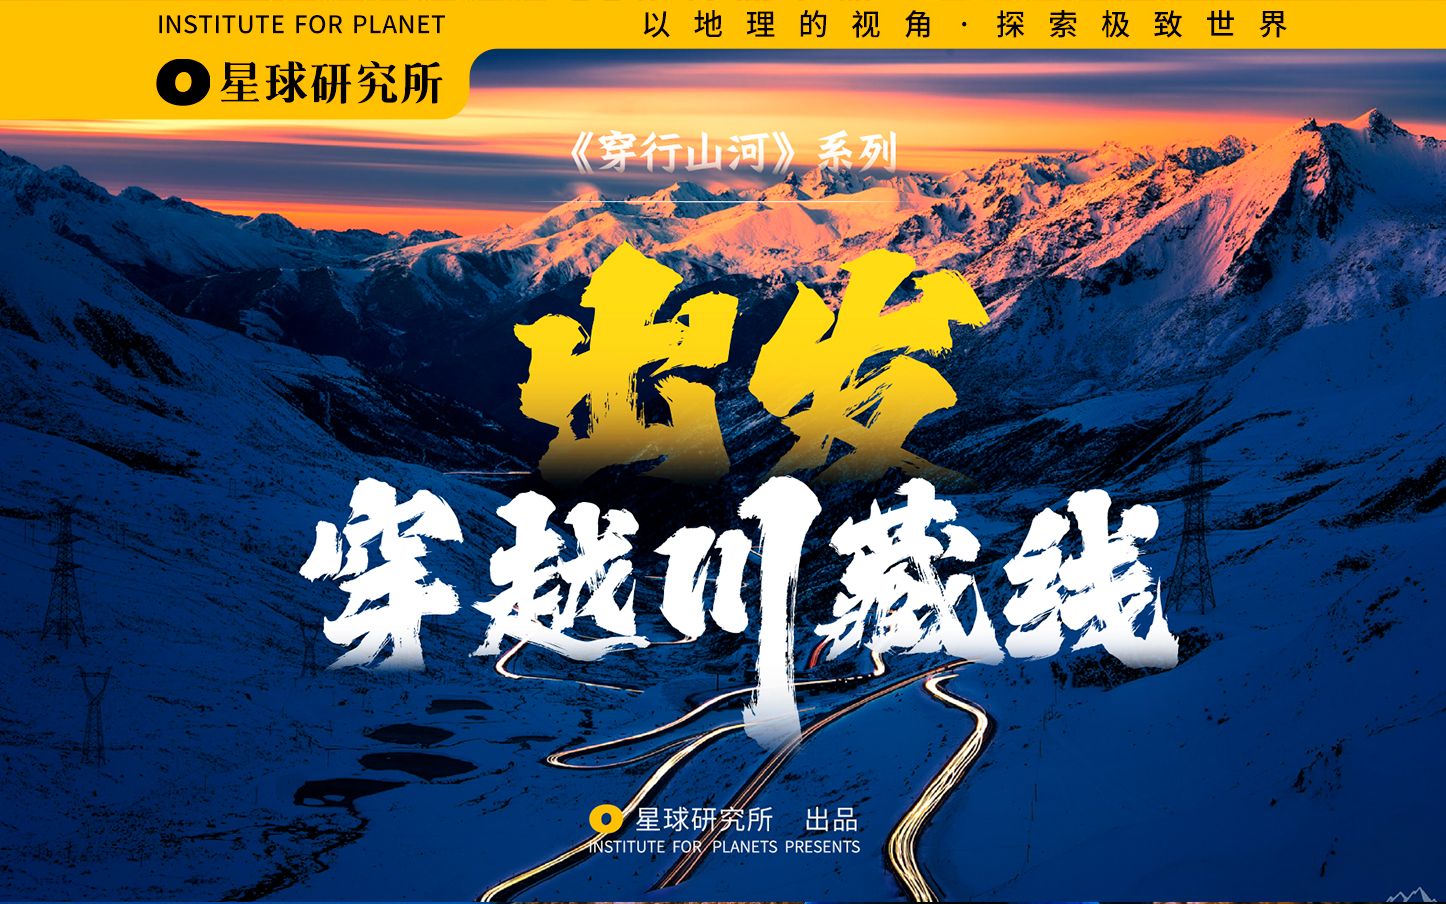 INSTITUTE FOR PLANET
以地理的视角·探索极致世界
星球研究所
《穿行山河》系列
出发
穿越川藏线
星球研究所 出品
INSTITUTE FOR PLANETS PRESENTS